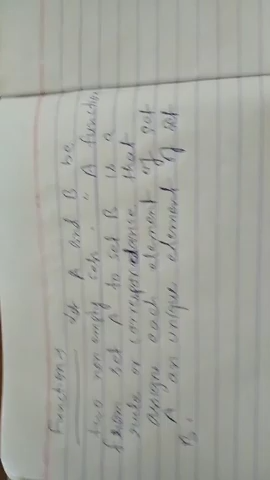 Functions
Let A and B be
two non empty sets. A function
from set A to set B is a
rule or correspondence that
assigns each element of set
A an unique element of set
B.